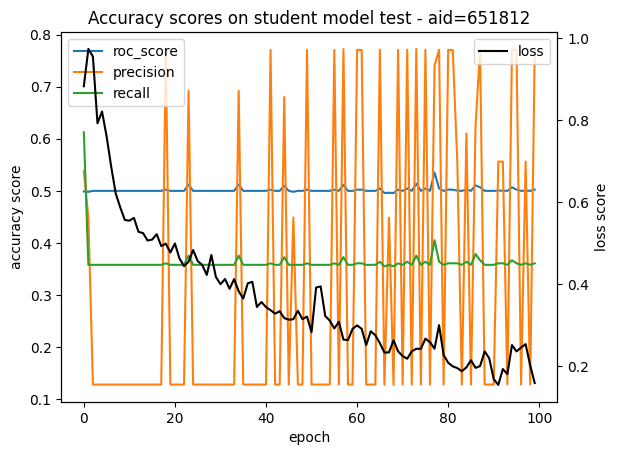 Accuracy scores on student model test - aid=651812
roc_score
precision
recall
loss
accuracy score
0.8
0.7
0.6
0.5
0.4
0.3
0.2
0.1
1.0
0.8
0.6
0.4
0.2
loss score
0 20 40 60 80 100
epoch